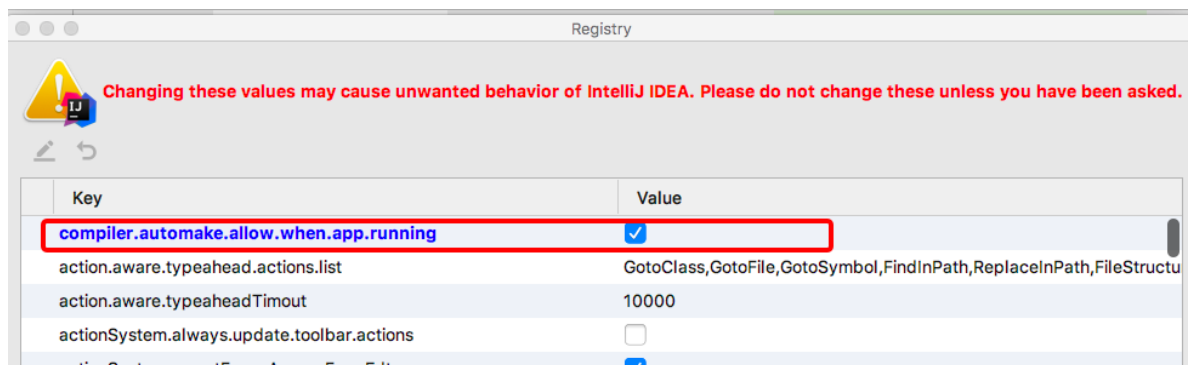 Registry
Changing these values may cause unwanted behavior of IntelliJ IDEA. Please do not change these unless you have been asked.
IJ
Key Value
compiler.automake.allow.when.app.running
action.aware.typeahead.actions.list GotoClass,GotoFile,GotoSymbol,FindInPath,ReplaceInPath,FileStructu
action.aware.typeaheadTimout 10000
actionSystem.always.update.toolbar.actions